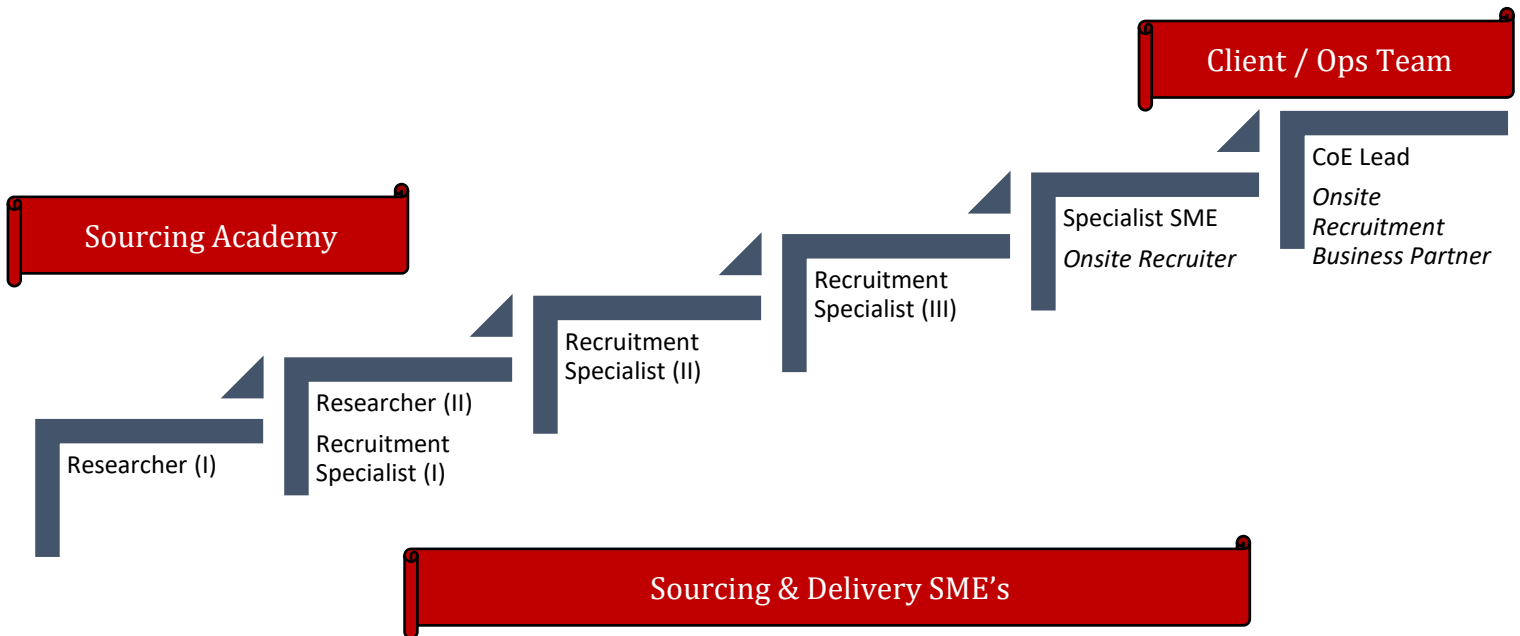 Client / Ops Team
Sourcing Academy
Researcher (I)
Researcher (II)
Recruitment
Specialist (I)
Recruitment
Specialist (II)
Recruitment
Specialist (III)
Specialist SME
Onsite Recruiter
CoE Lead
Onsite
Recruitment
Business Partner
Sourcing & Delivery SME’s